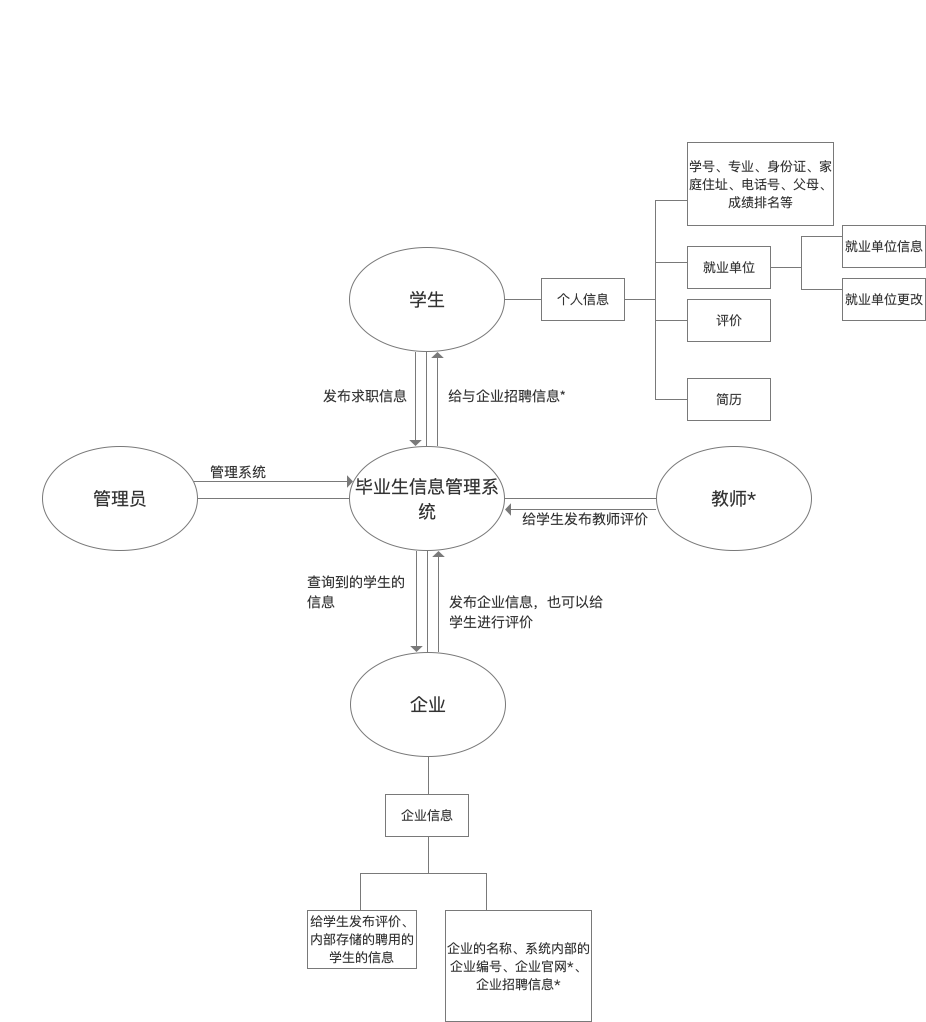 学号、专业、身份证、家
庭住址、电话号、父母、
成绩排名等
就业单位信息
就业单位
学生
个人信息
就业单位更改
评价
发布求职信息
给与企业招聘信息*
简历
管理系统
管理员
毕业生信息管理系
统
教师*
给学生发布教师评价
查询到的学生的
信息
发布企业信息，也可以给
学生进行评价
企业
企业信息
给学生发布评价、
内部存储的聘用的
学生的信息
企业的名称、系统内部的
企业编号、企业官网*、
企业招聘信息*